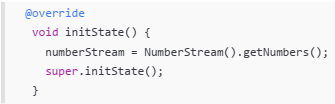 @override
void initState() {
numberStream = NumberStream().getNumbers();
super.initState();
}